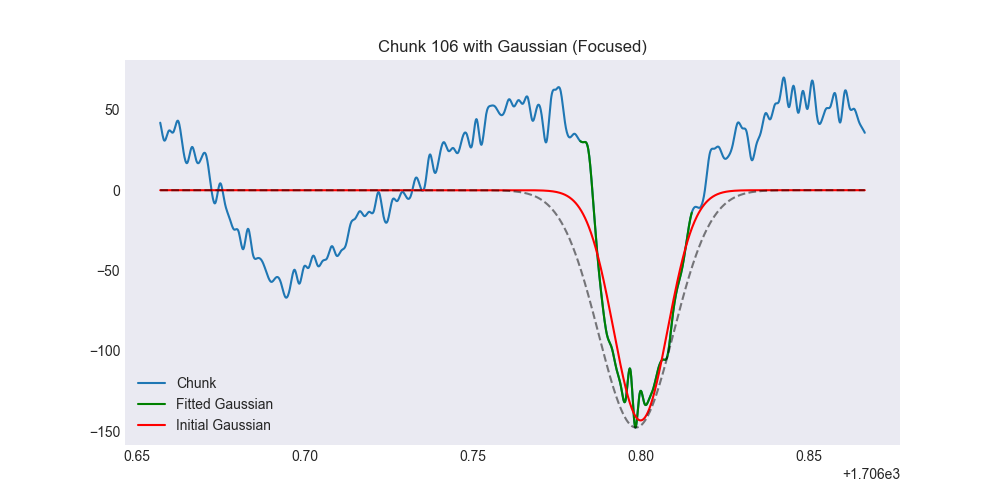 Chunk 106 with Gaussian (Focused)
50
0
−50
−100
−150
Chunk
Fitted Gaussian
Initial Gaussian
0.65 0.70 0.75 0.80 0.85
+1.706e3